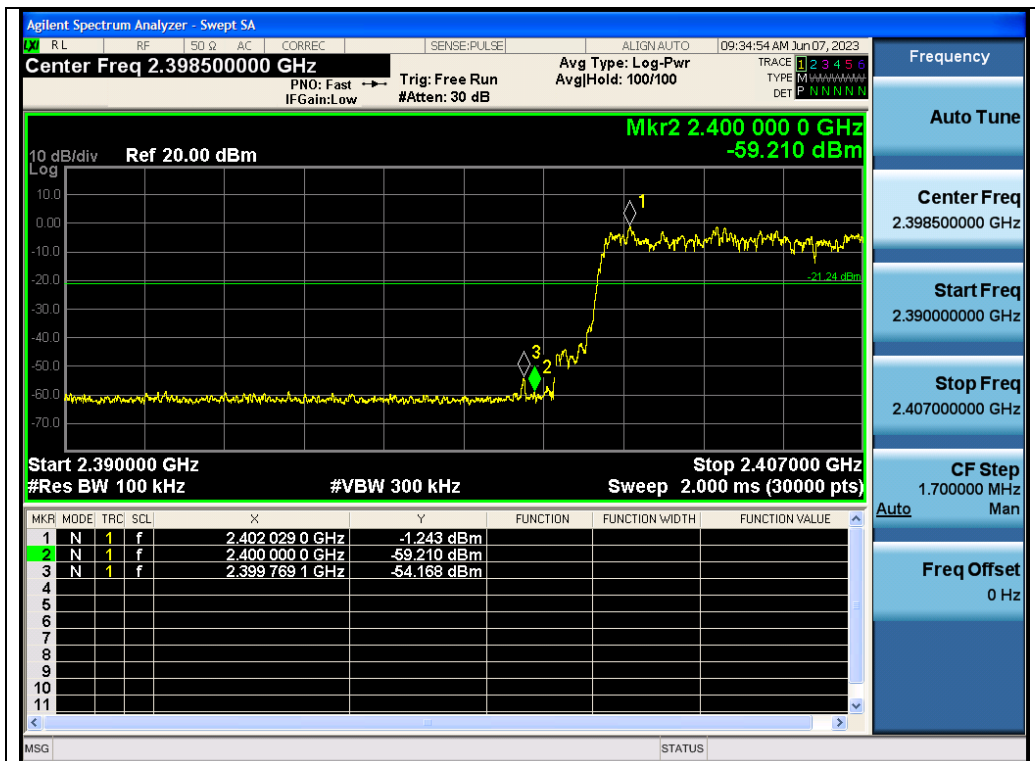 Agilent Spectrum Analyzer - Swept SA
LXI RL RF 50 Ω AC CORREC SENSE:PULSE ALIGN AUTO 09:34:54 AM Jun 07, 2023
Center Freq 2.398500000 GHz
PNO: Fast
IFGain:Low
Trig: Free Run
#Atten: 30 dB
Avg Type: Log-Pwr
Avg|Hold: 100/100
TRACE 1 2 3 4 5 6
TYPE M
DET P N N N N N
Mkr2 2.400 000 0 GHz
-59.210 dBm
10 dB/div Ref 20.00 dBm
Log
10.0
0.00
-10.0
-20.0
-30.0
-40.0
-50.0
-60.0
-70.0
1
-21.24 dBm
3
2
Start 2.390000 GHz Stop 2.407000 GHz
#Res BW 100 kHz #VBW 300 kHz Sweep 2.000 ms (30000 pts)
MKR MODE TRC SCL X Y FUNCTION FUNCTION WIDTH FUNCTION VALUE
1 N 1 f 2.402 029 0 GHz -1.243 dBm
2 N 1 f 2.400 000 0 GHz -59.210 dBm
3 N 1 f 2.399 769 1 GHz -54.168 dBm
4
5
6
7
8
9
10
11
MSG STATUS
Frequency
Auto Tune
Center Freq
2.398500000 GHz
Start Freq
2.390000000 GHz
Stop Freq
2.407000000 GHz
CF Step
1.700000 MHz
Auto Man
Freq Offset
0 Hz